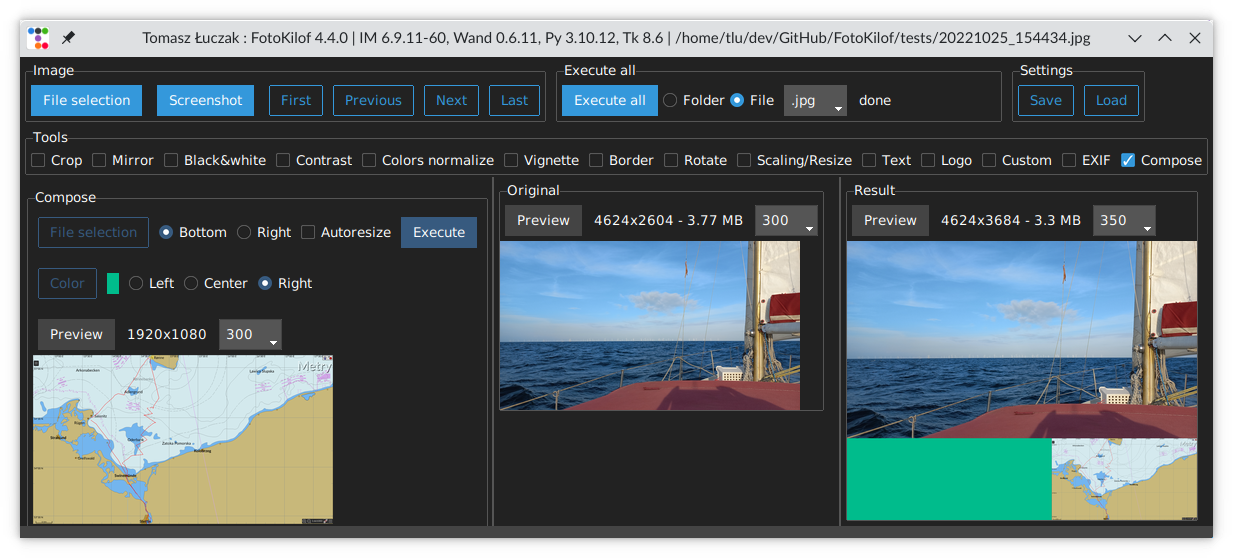 Tomasz Łuczak : FotoKilof 4.4.0 | IM 6.9.11-60, Wand 0.6.11, Py 3.10.12, Tk 8.6 | /home/tlu/dev/GitHub/FotoKilof/tests/20221025_154434.jpg
Image
Execute all
Settings
File selection Screenshot First Previous Next Last Execute all Folder File .jpg done Save Load
Tools
Crop Mirror Black&white Contrast Colors normalize Vignette Border Rotate Scaling/Resize Text Logo Custom EXIF Compose
Compose
File selection Bottom Right Autoresize Execute
Color Left Center Right
Preview 1920x1080 300
Metry
Original
Preview 4624x2604 - 3.77 MB 300
Result
Preview 4624x3684 - 3.3 MB 350